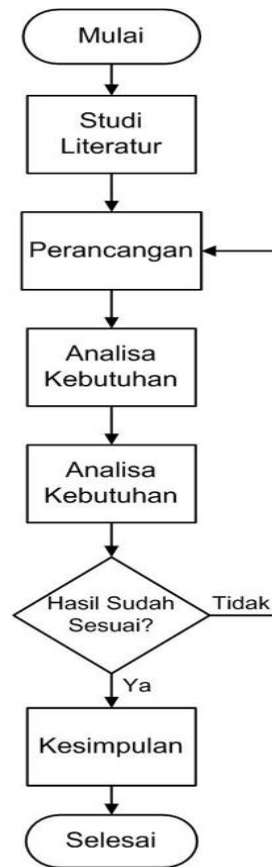 Mulai
Studi
Literatur
Perancangan
Analisa
Kebutuhan
Analisa
Kebutuhan
Hasil Sudah
Sesuai?
Tidak
Ya
Kesimpulan
Selesai